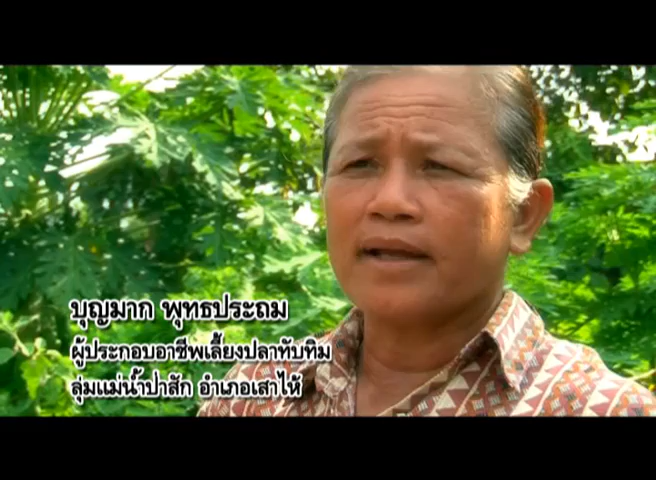 บุญมาก พุทธประถม
ผู้ประกอบอาชีพเลี้ยงปลาทับทิม
ลุ่มแม่น้ำป่าสัก อำเภอเสาไห้